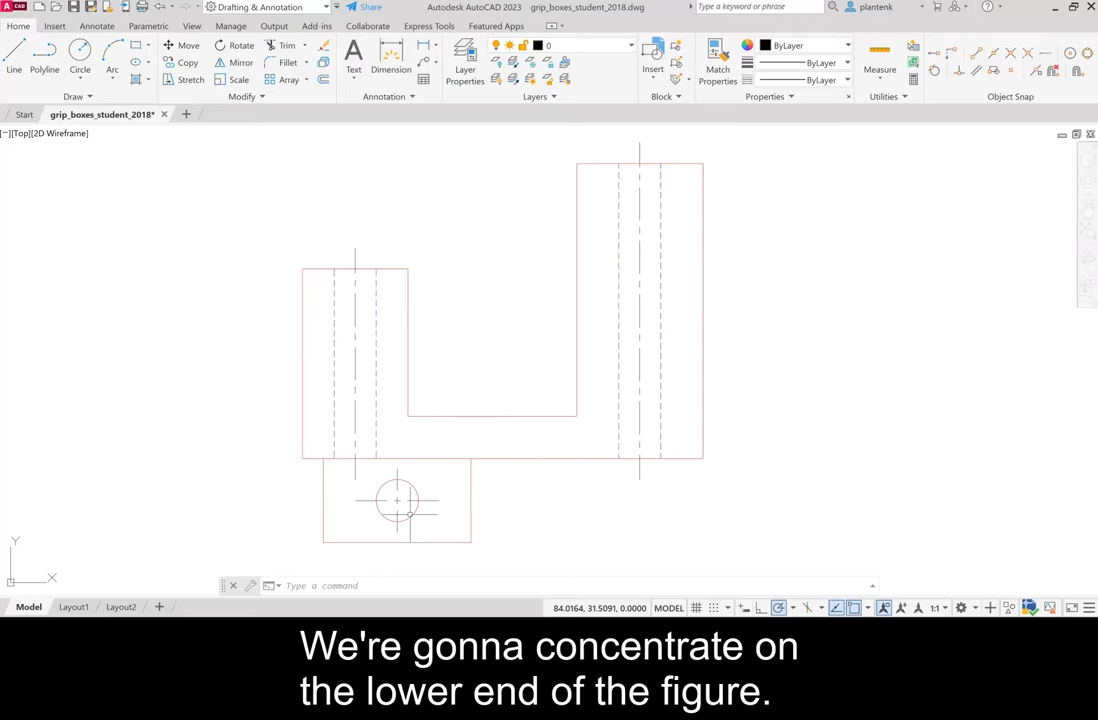 A CAD
Drafting & Annotation
Share
Autodesk AutoCAD 2023
grip_boxes_student_2018.dwg
Type a keyword or phrase
plantenk
Home
Insert
Annotate
Parametric
View
Manage
Output
Add-ins
Collaborate
Express Tools
Featured Apps
Line
Polyline
Circle
Arc
Move
Copy
Stretch
Rotate
Mirror
Scale
Trim
Fillet
Array
Text
Dimension
Layer
Properties
0
Insert
Match
Properties
ByLayer
ByLayer
ByLayer
Measure
Draw
Modify
Annotation
Layers
Block
Properties
Utilities
Object Snap
Start
grip_boxes_student_2018*
[−][Top][2D Wireframe]
Y
X
Type a command
Model
Layout1
Layout2
84.0164, 31.5091, 0.0000
MODEL
1:1
We're gonna concentrate on
the lower end of the figure.